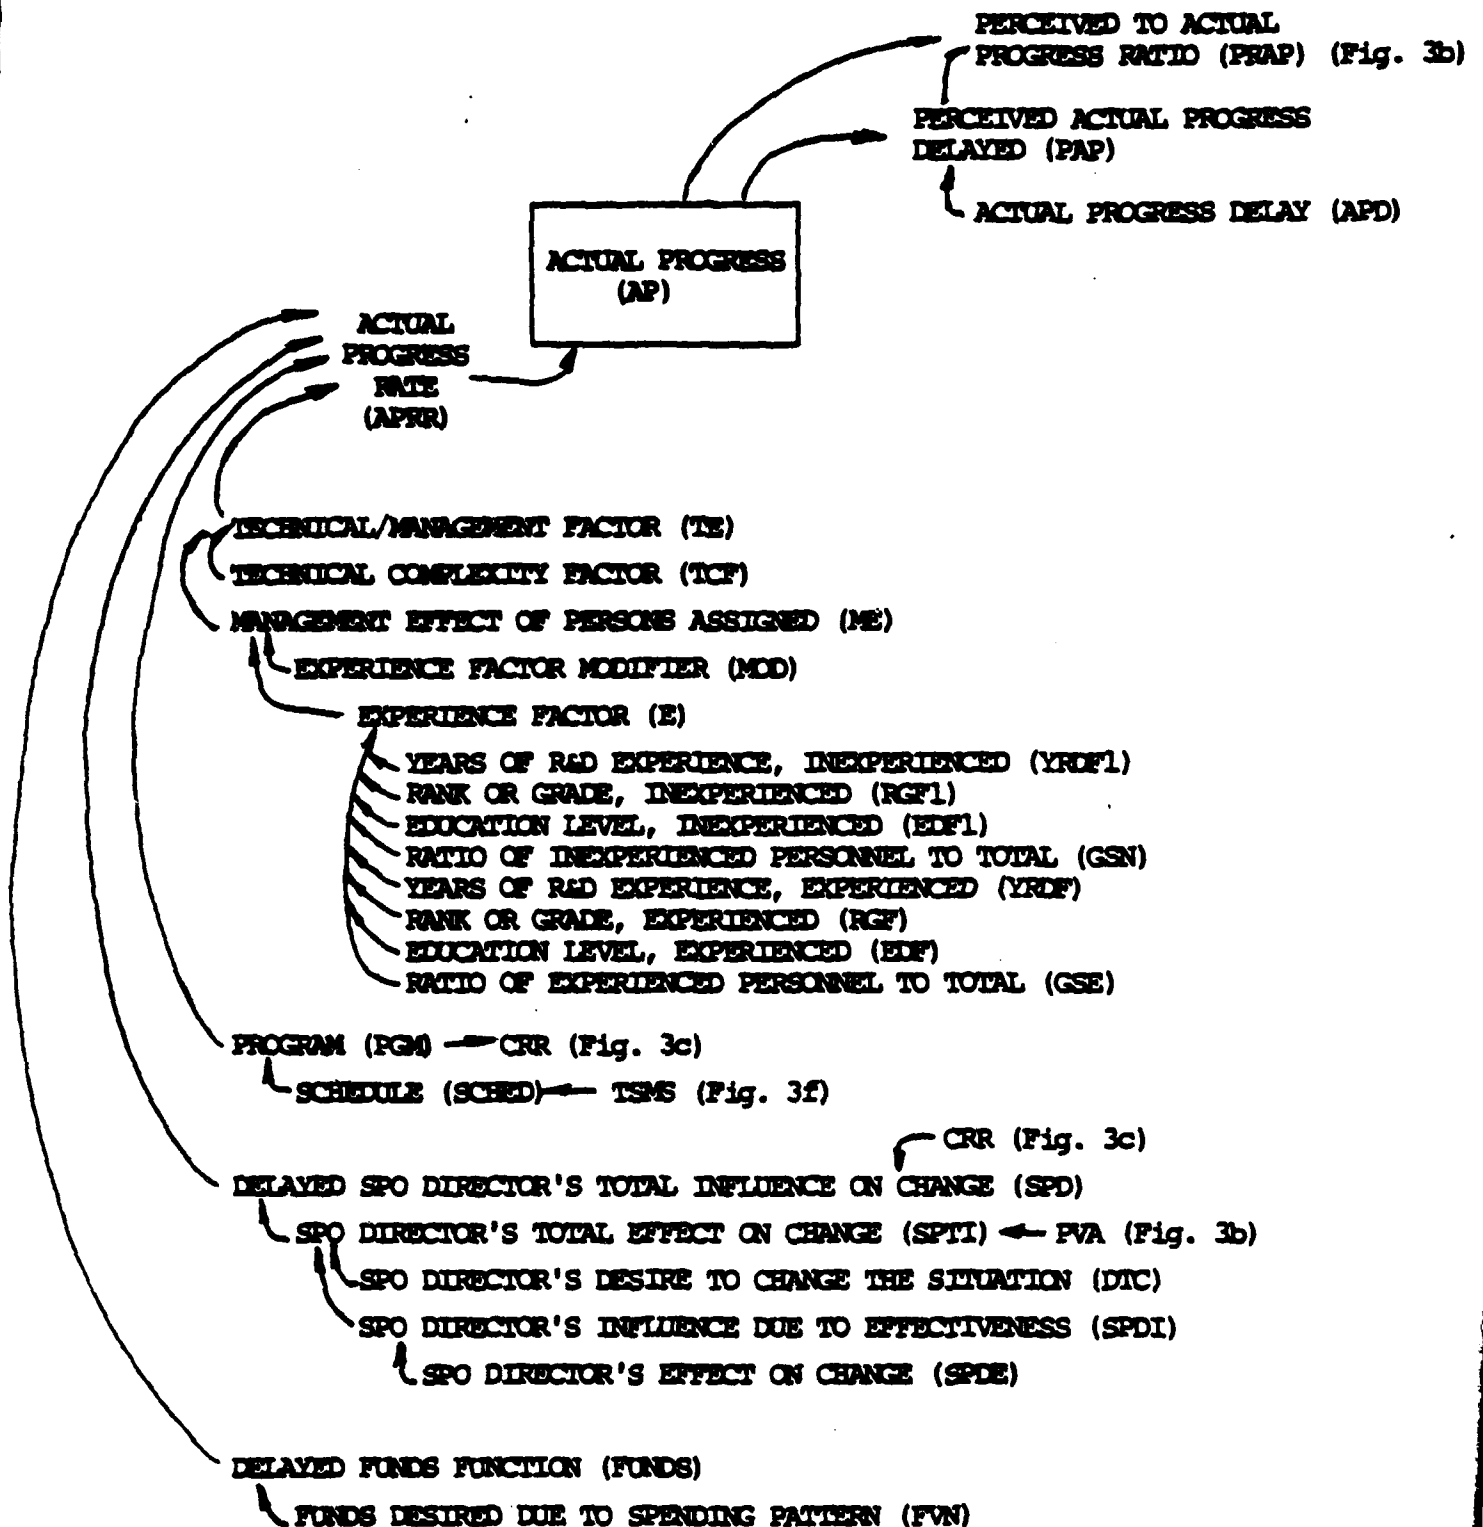 PERCEIVED TO ACTUAL
PROGRESS RATIO (PRAP) (Fig. 3b)
PERCEIVED ACTUAL PROGRESS
DELAYED (PAP)
ACTUAL PROGRESS DELAY (APD)
ACTUAL PROGRESS
(AP)
ACTUAL
PROGRESS
RATE
(APRR)
TECHNICAL/MANAGEMENT FACTOR (TE)
TECHNICAL COMPLEXITY FACTOR (TCF)
MANAGEMENT EFFECT OF PERSONS ASSIGNED (ME)
EXPERIENCE FACTOR MODIFIER (MOD)
EXPERIENCE FACTOR (E)
YEARS OF R&D EXPERIENCE, INEXPERIENCED (YRDF1)
RANK OR GRADE, INEXPERIENCED (RGF1)
EDUCATION LEVEL, INEXPERIENCED (EDF1)
RATIO OF INEXPERIENCED PERSONNEL TO TOTAL (GSN)
YEARS OF R&D EXPERIENCE, EXPERIENCED (YRDF)
RANK OR GRADE, EXPERIENCED (RGF)
EDUCATION LEVEL, EXPERIENCED (EDF)
RATIO OF EXPERIENCED PERSONNEL TO TOTAL (GSE)
PROGRAM (PGM) CRR (Fig. 3c)
SCHEDULE (SCHED) TSMS (Fig. 3f)
CRR (Fig. 3c)
DELAYED SPO DIRECTOR'S TOTAL INFLUENCE ON CHANGE (SPD)
SPO DIRECTOR'S TOTAL EFFECT ON CHANGE (SPTI) PVA (Fig. 3b)
SPO DIRECTOR'S DESIRE TO CHANGE THE SITUATION (DTC)
SPO DIRECTOR'S INFLUENCE DUE TO EFFECTIVENESS (SPDI)
SPO DIRECTOR'S EFFECT ON CHANGE (SPDE)
DELAYED FUNDS FUNCTION (FUNDS)
FUNDS DESIRED DUE TO SPENDING PATTERN (FVN)